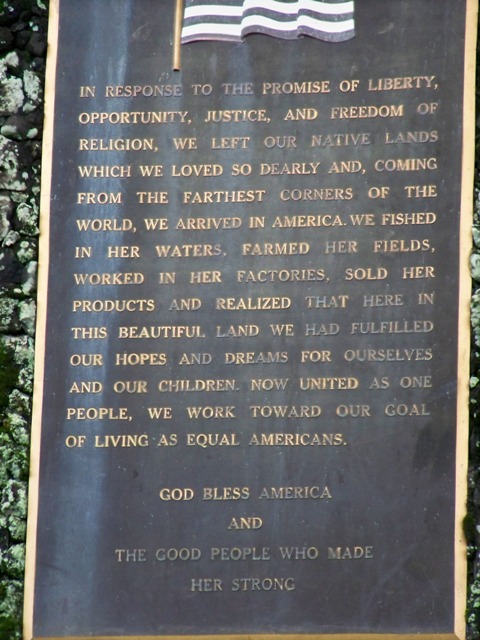 IN RESPONSE TO THE PROMISE OF LIBERTY,
OPPORTUNITY, JUSTICE, AND FREEDOM OF
RELIGION, WE LEFT OUR NATIVE LANDS
WHICH WE LOVED SO DEARLY AND, COMING
FROM THE FARTHEST CORNERS OF THE
WORLD, WE ARRIVED IN AMERICA. WE FISHED
IN HER WATERS, FARMED HER FIELDS,
WORKED IN HER FACTORIES, SOLD HER
PRODUCTS AND REALIZED THAT HERE IN
THIS BEAUTIFUL LAND WE HAD FULFILLED
OUR HOPES AND DREAMS FOR OURSELVES
AND OUR CHILDREN. NOW UNITED AS ONE
PEOPLE, WE WORK TOWARD OUR GOAL
OF LIVING AS EQUAL AMERICANS.
GOD BLESS AMERICA
AND
THE GOOD PEOPLE WHO MADE
HER STRONG